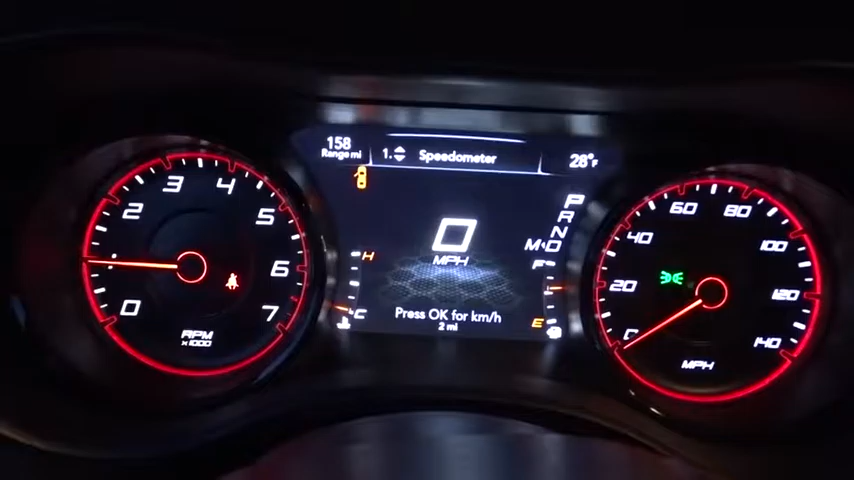 158
Range mi
1. Speedometer
28°F
0
MPH
Press OK for km/h
2 mi
H
C
P
R
N
M D
F
E
0
2
3
4
5
6
7
RPM
x1000
0
20
40
60
80
100
120
140
MPH